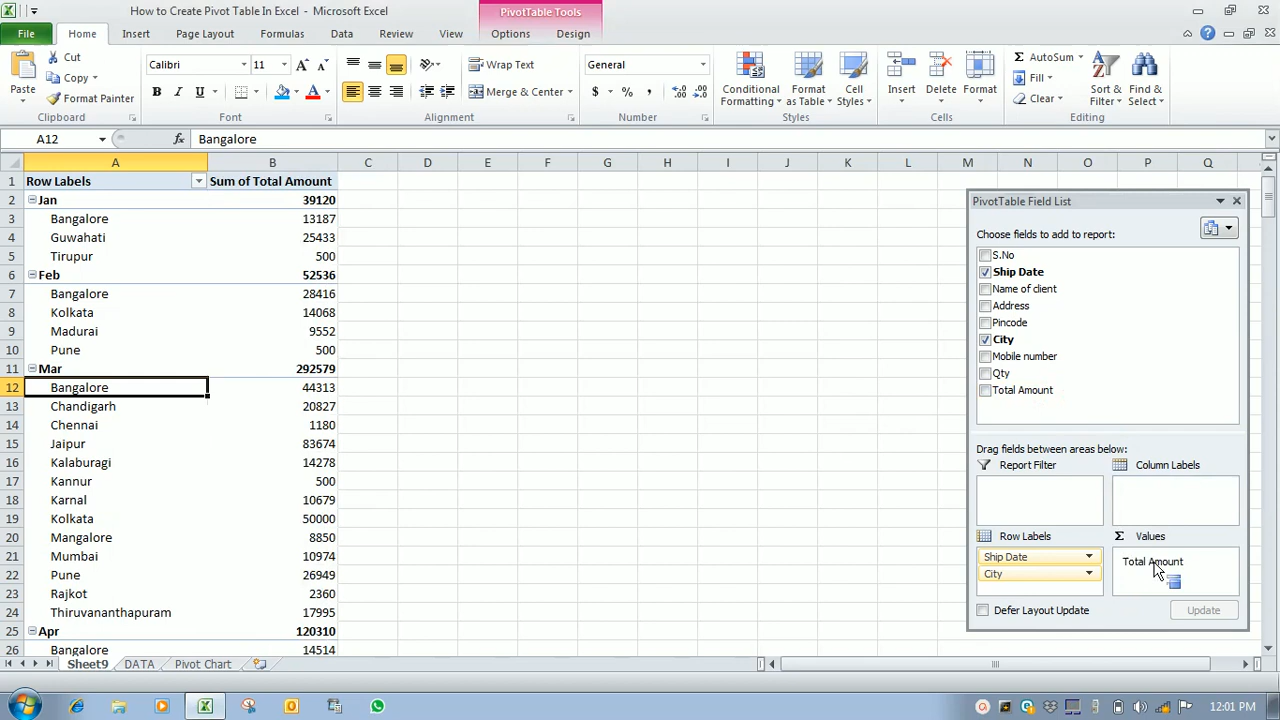 How to Create Pivot Table In Excel - Microsoft Excel
PivotTable Tools
File Home Insert Page Layout Formulas Data Review View Options Design
Cut
Copy
Format Painter
Paste
Clipboard
Calibri 11
B I U
Font
Wrap Text
Merge & Center
Alignment
General
$ % ,
Number
Conditional Formatting
Format as Table
Cell Styles
Styles
Insert Delete Format
Cells
Σ AutoSum
Fill
Clear
Sort & Filter
Find & Select
Editing
A12 fx Bangalore
A B C D E F G H I J K L M N O P Q
1 Row Labels Sum of Total Amount
2 Jan 39120
3 Bangalore 13187
4 Guwahati 25433
5 Tirupur 500
6 Feb 52536
7 Bangalore 28416
8 Kolkata 14068
9 Madurai 9552
10 Pune 500
11 Mar 292579
12 Bangalore 44313
13 Chandigarh 20827
14 Chennai 1180
15 Jaipur 83674
16 Kalaburagi 14278
17 Kannur 500
18 Karnal 10679
19 Kolkata 50000
20 Mangalore 8850
21 Mumbai 10974
22 Pune 26949
23 Rajkot 2360
24 Thiruvananthapuram 17995
25 Apr 120310
26 Bangalore 14514
PivotTable Field List
Choose fields to add to report:
S.No
Ship Date
Name of client
Address
Pincode
City
Mobile number
Qty
Total Amount
Drag fields between areas below:
Report Filter
Column Labels
Row Labels
Σ Values
Ship Date
City
Total Amount
Defer Layout Update
Update
Sheet9 DATA Pivot Chart
12:01 PM